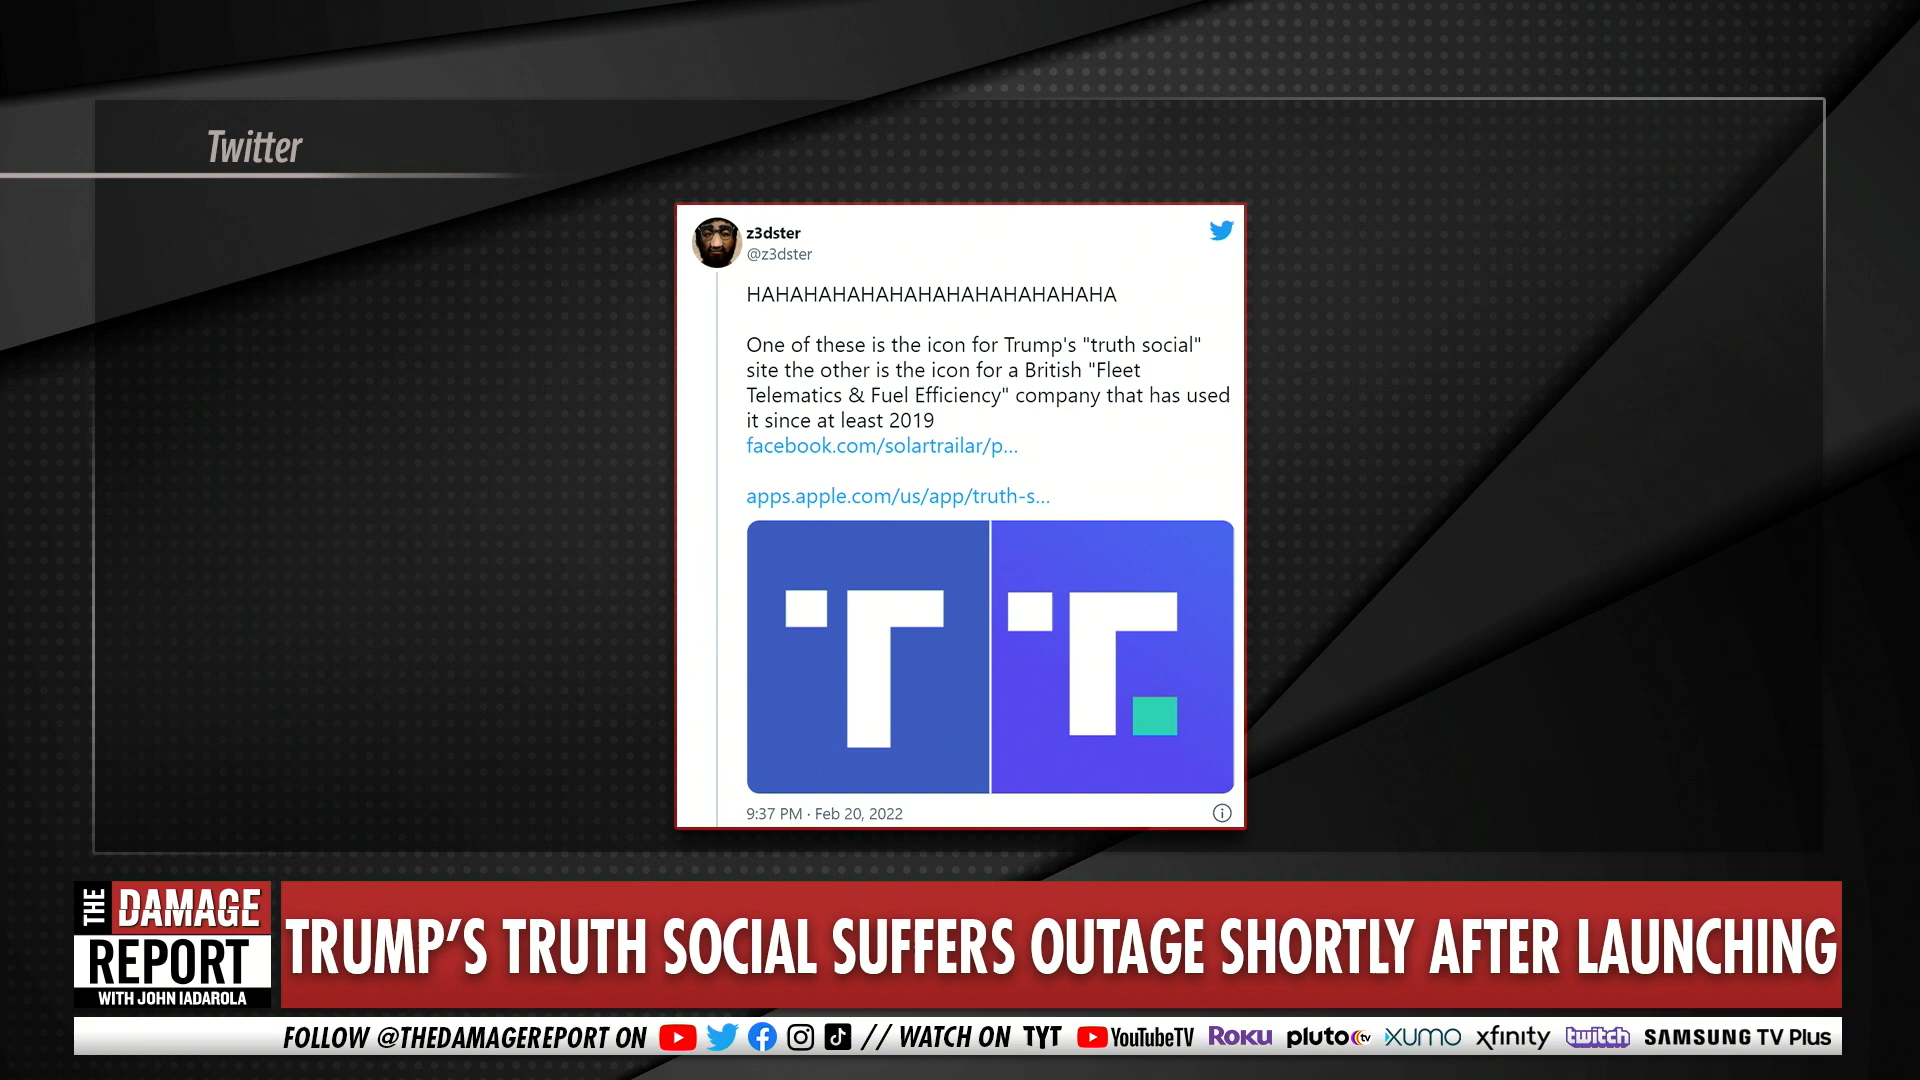 Twitter
z3dster
@z3dster
HAHAHAHAHAHAHAHAHAHAHAHAHA
One of these is the icon for Trump's "truth social"
site the other is the icon for a British "Fleet
Telematics & Fuel Efficiency" company that has used
it since at least 2019
facebook.com/solartrailar/p...
apps.apple.com/us/app/truth-s...
T T.
9:37 PM · Feb 20, 2022
THE DAMAGE
REPORT
WITH JOHN IADAROLA
TRUMP'S TRUTH SOCIAL SUFFERS OUTAGE SHORTLY AFTER LAUNCHING
FOLLOW @THEDAMAGEREPORT ON // WATCH ON TYT YouTubeTV ROKU pluto tv XUMO xfinity twitch SAMSUNG TV Plus